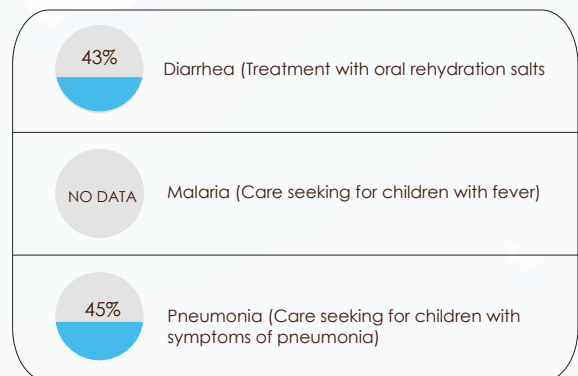 43%
Diarrhea (Treatment with oral rehydration salts
NO DATA
Malaria (Care seeking for children with fever)
45%
Pneumonia (Care seeking for children with
symptoms of pneumonia)